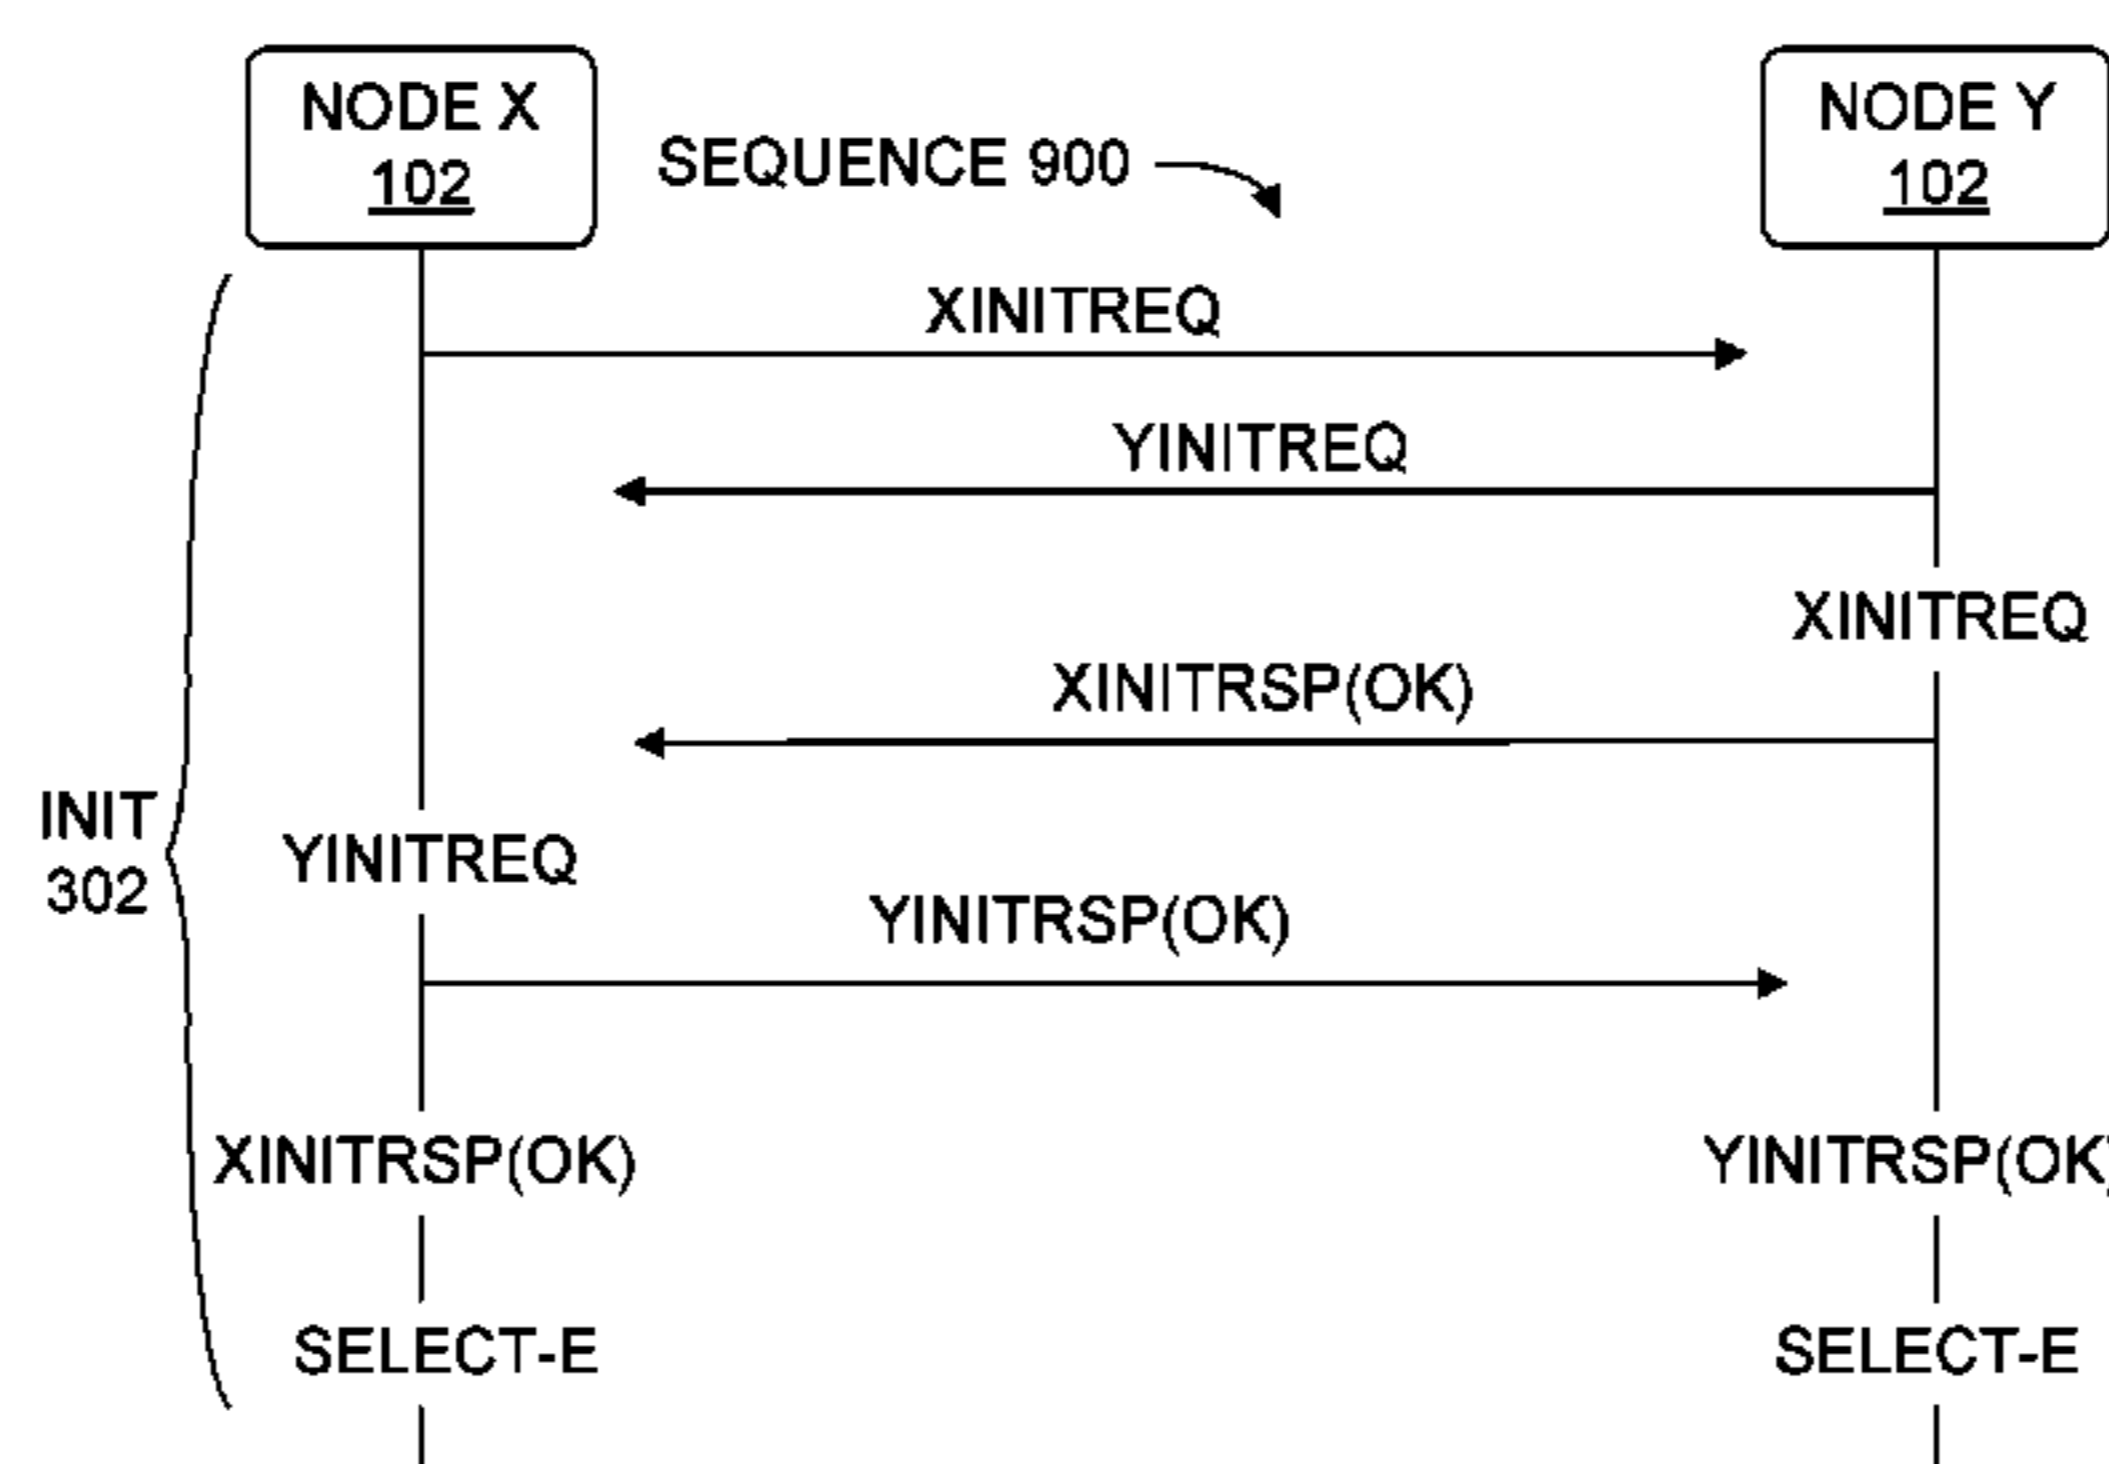 NODE X
102
SEQUENCE 900
NODE Y
102
XINITREQ
YINITREQ
XINITREQ
XINITRSP(OK)
INIT
302
YINITREQ
YINITRSP(OK)
XINITRSP(OK)
YINITRSP(OK)
SELECT-E
SELECT-E